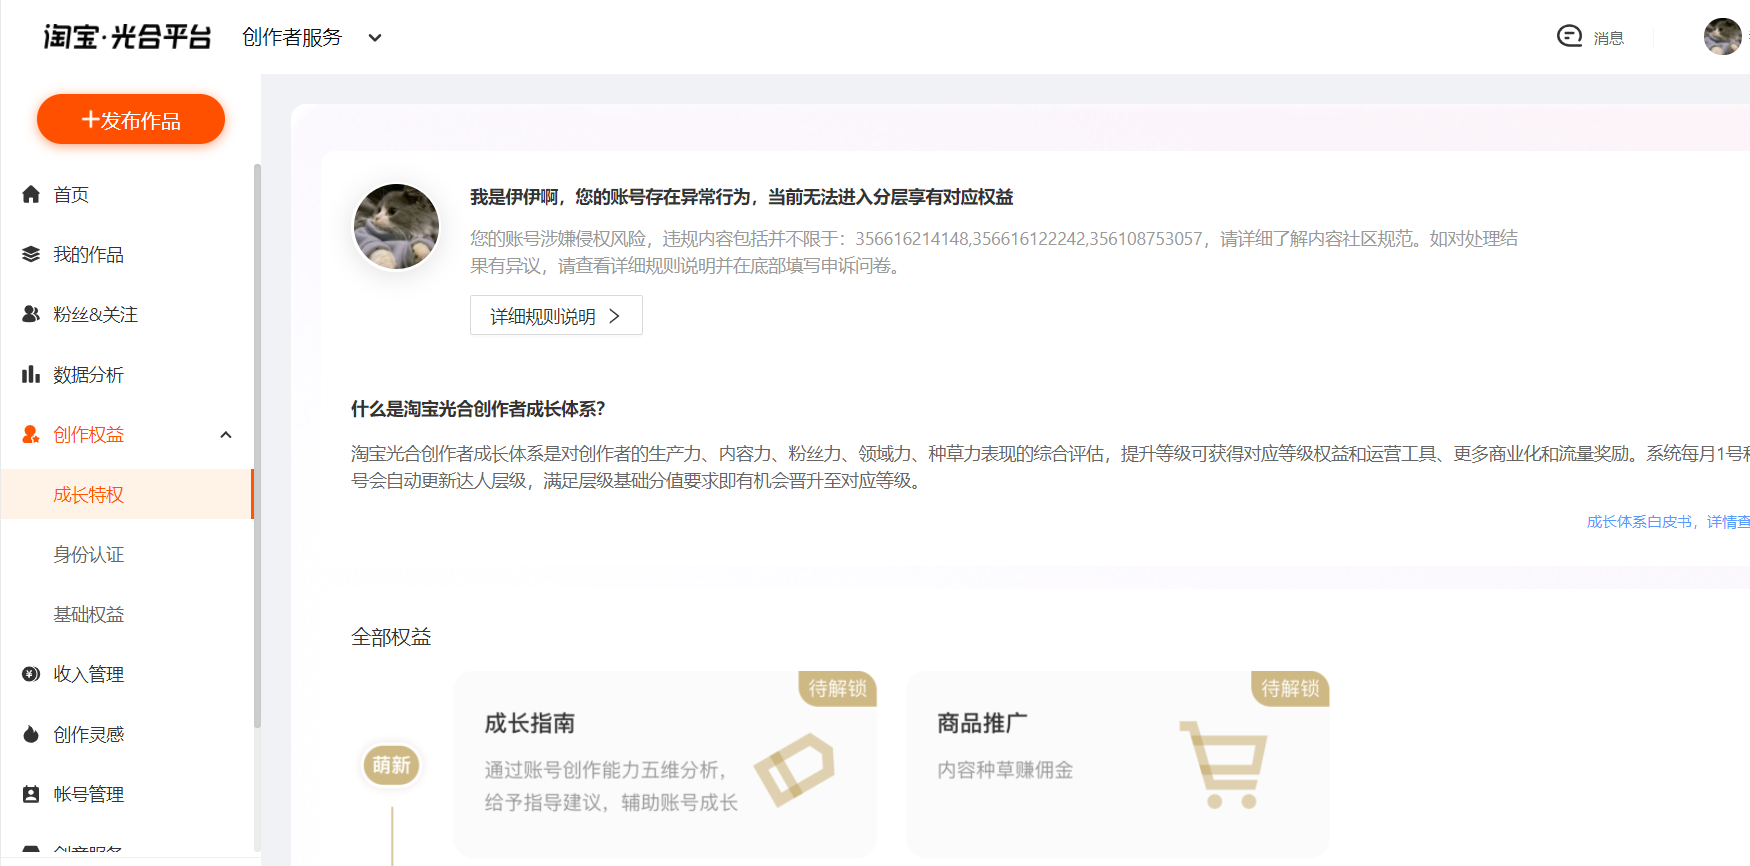 淘宝·光合平台
创作者服务
消息
+发布作品
首页
我的作品
粉丝&关注
数据分析
创作权益
成长特权
身份认证
基础权益
收入管理
创作灵感
帐号管理
我是伊伊啊，您的账号存在异常行为，当前无法进入分层享有对应权益
您的账号涉嫌侵权风险，违规内容包括并不限于：356616214148,356616122242,356108753057，请详细了解内容社区规范。如对处理结
果有异议，请查看详细规则说明并在底部填写申诉问卷。
详细规则说明 >
什么是淘宝光合创作者成长体系？
淘宝光合创作者成长体系是对创作者的生产力、内容力、粉丝力、领域力、种草力表现的综合评估，提升等级可获得对应等级权益和运营工具、更多商业化和流量奖励。系统每月1号
号会自动更新达人层级，满足层级基础分值要求即有机会晋升至对应等级。
成长体系白皮书，详情查
全部权益
萌新
待解锁
成长指南
通过账号创作能力五维分析，
给予指导建议，辅助账号成长
待解锁
商品推广
内容种草赚佣金